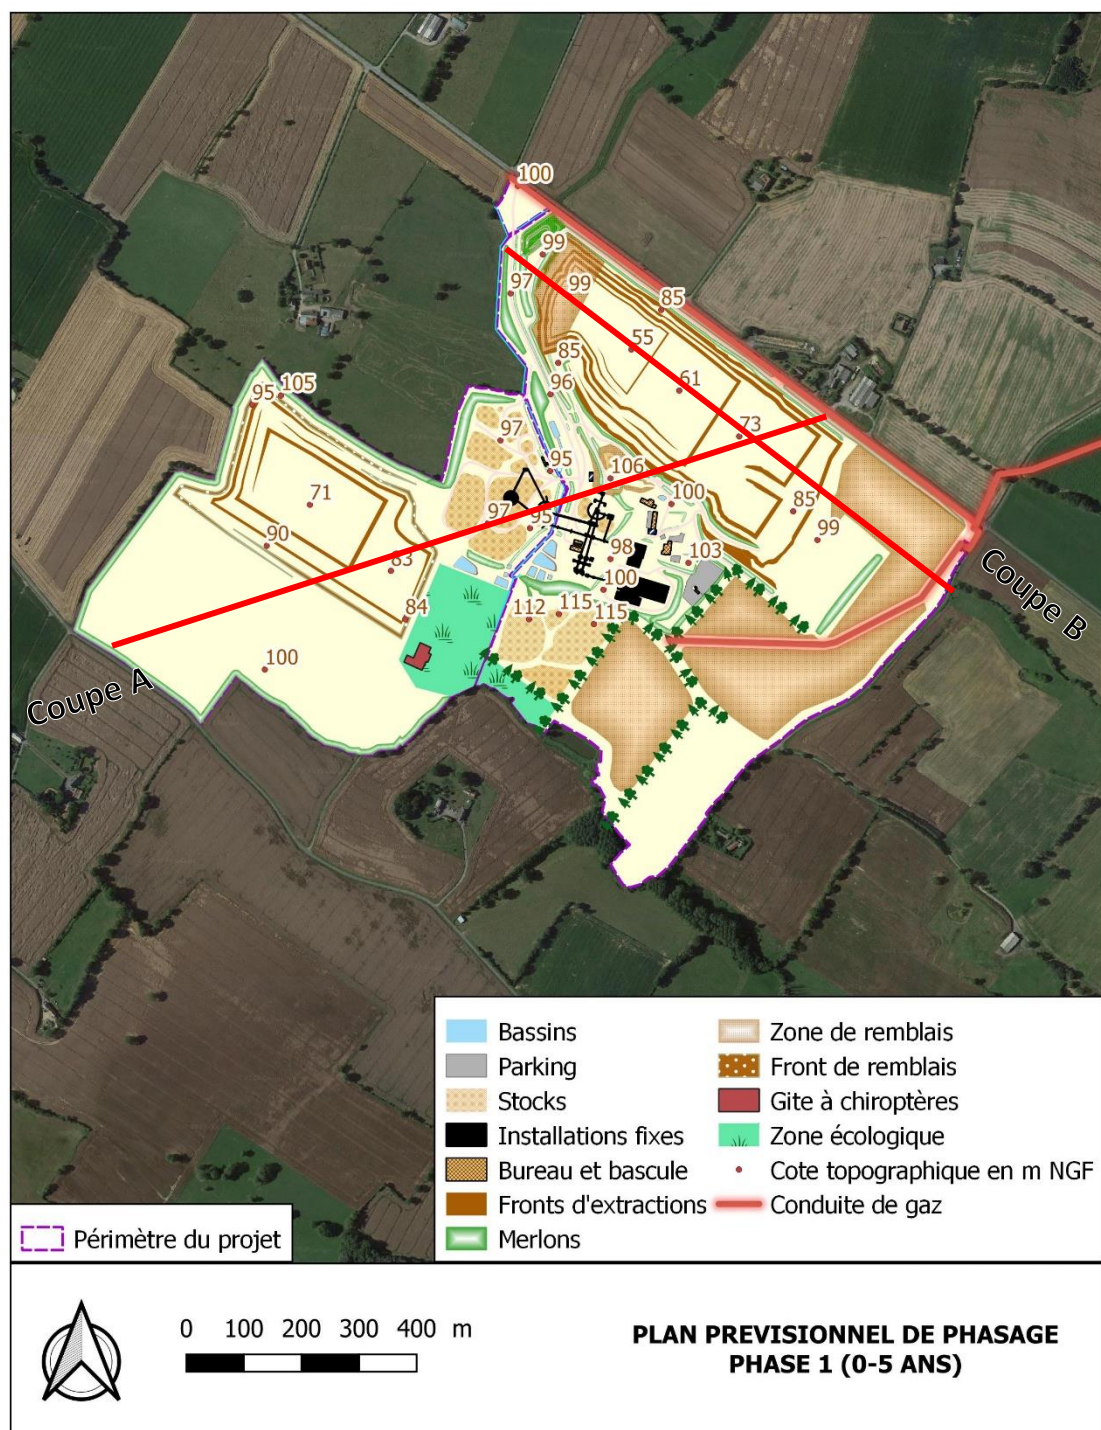 100
99
97
99
85
55
85
96
61
105
95
73
97
95
106
71
97
95
100
85
99
90
98
103
83
100
84
112
115
115
100
Coupe A
Coupe B
Bassins
Parking
Stocks
Installations fixes
Bureau et bascule
Fronts d'extractions
Merlons
Zone de remblais
Front de remblais
Gite à chiroptères
Zone écologique
Cote topographique en m NGF
Conduite de gaz
Périmètre du projet
0 100 200 300 400 m
PLAN PREVISIONNEL DE PHASAGE
PHASE 1 (0-5 ANS)